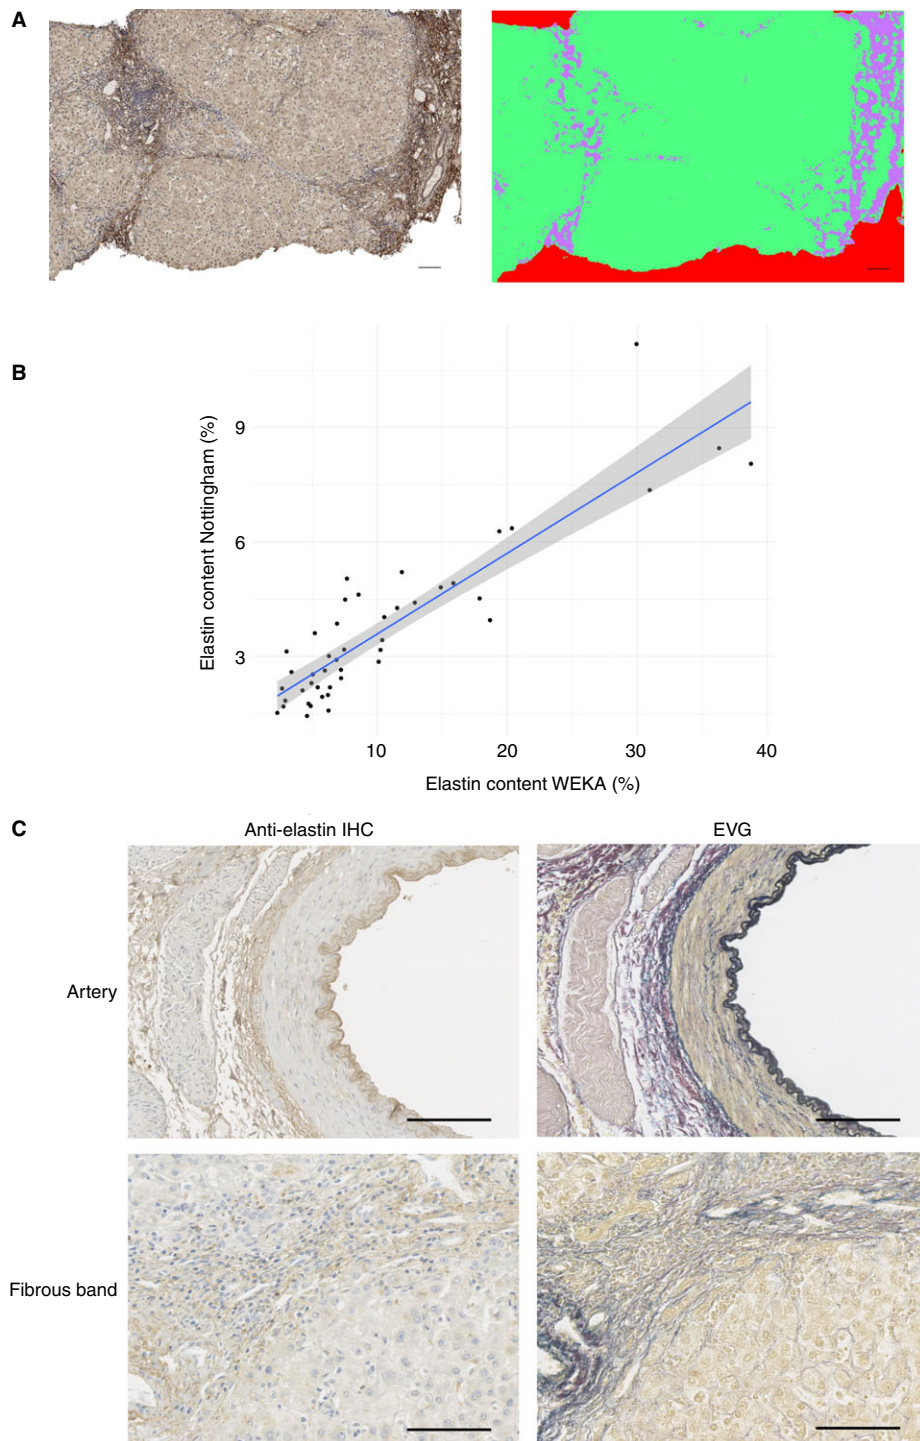 A
B
Elastin content Nottingham (%)
9
6
3
10 20 30 40
Elastin content WEKA (%)
C
Anti-elastin IHC EVG
Artery
Fibrous band